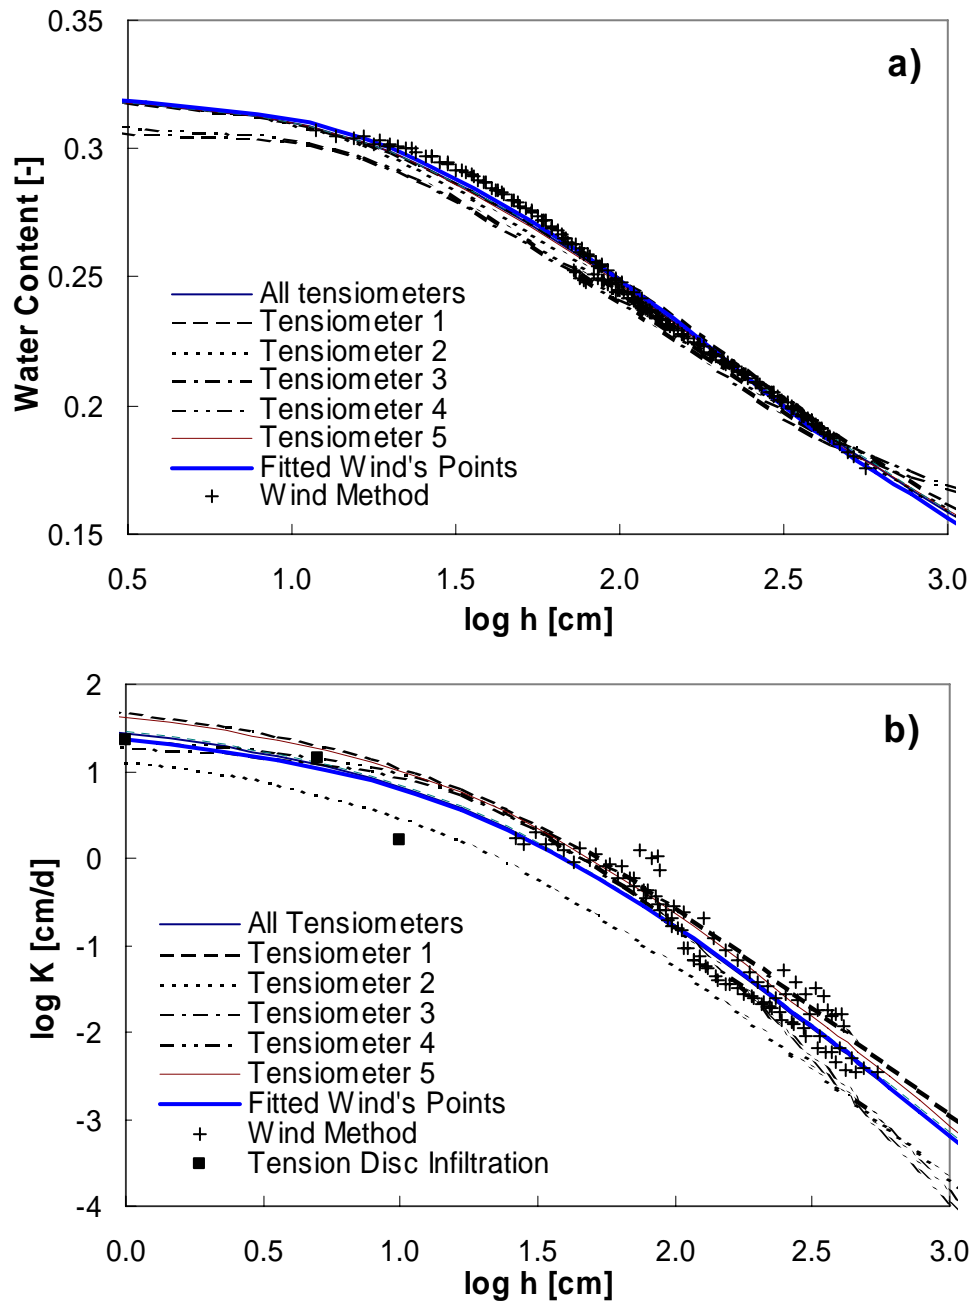 0.35
a)
0.3
Water Content [-]
0.25
All tensiometers
Tensiometer 1
Tensiometer 2
Tensiometer 3
0.2
Tensiometer 4
Tensiometer 5
Fitted Wind's Points
Wind Method
0.15
0.5 1.0 1.5 2.0 2.5 3.0
log h [cm]
2
b)
1
0
log K [cm/d]
All Tensiometers
-1
Tensiometer 1
Tensiometer 2
Tensiometer 3
-2
Tensiometer 4
Tensiometer 5
Fitted Wind's Points
-3
Wind Method
Tension Disc Infiltration
-4
0.0 0.5 1.0 1.5 2.0 2.5 3.0
log h [cm]